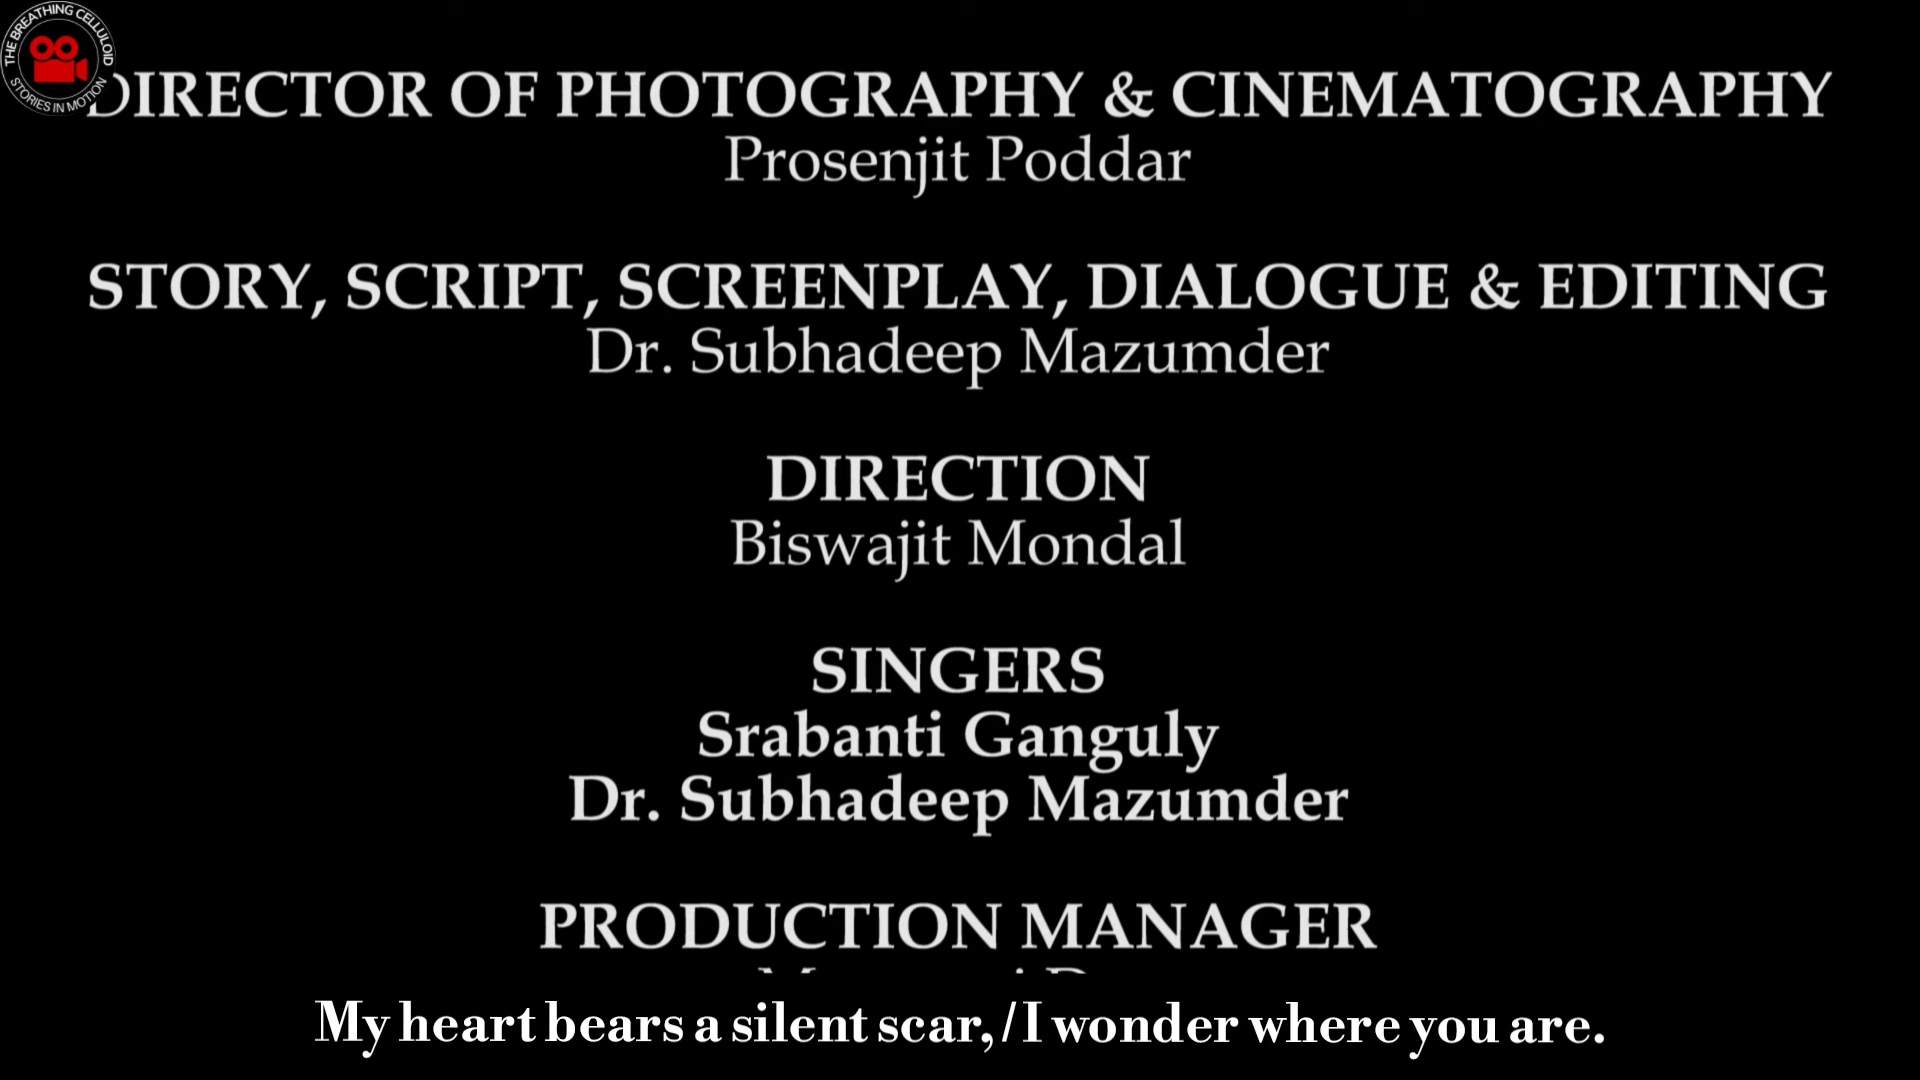 THE BREATHING CELLULOID
STORIES IN MOTION
DIRECTOR OF PHOTOGRAPHY & CINEMATOGRAPHY
Prosenjit Poddar
STORY, SCRIPT, SCREENPLAY, DIALOGUE & EDITING
Dr. Subhadeep Mazumder
DIRECTION
Biswajit Mondal
SINGERS
Srabanti Ganguly
Dr. Subhadeep Mazumder
PRODUCTION MANAGER
My heart bears a silent scar, / I wonder where you are.